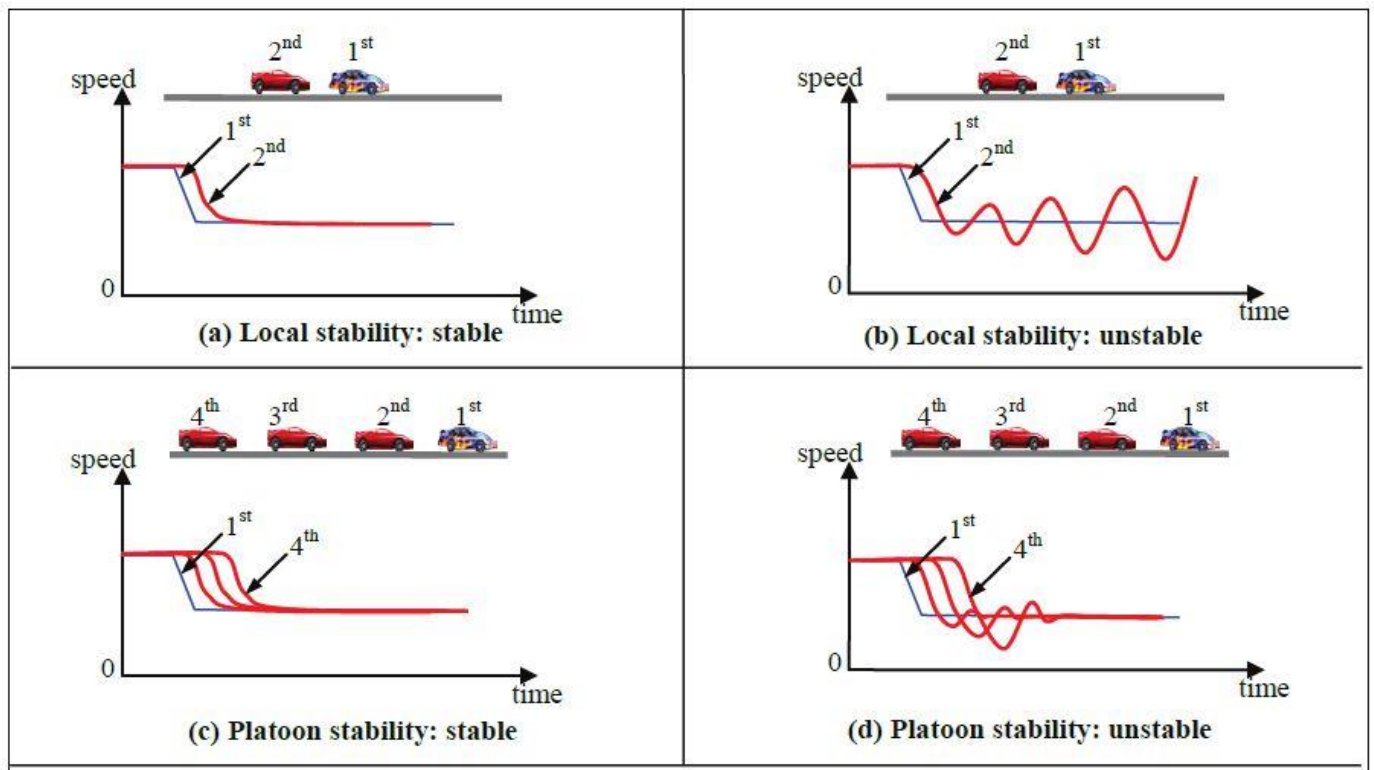 2nd 1st
speed
1st
2nd
0
time
(a) Local stability: stable
2nd 1st
speed
1st
2nd
0
time
(b) Local stability: unstable
4th 3rd 2nd 1st
speed
1st
4th
0
time
(c) Platoon stability: stable
4th 3rd 2nd 1st
speed
1st
4th
0
time
(d) Platoon stability: unstable